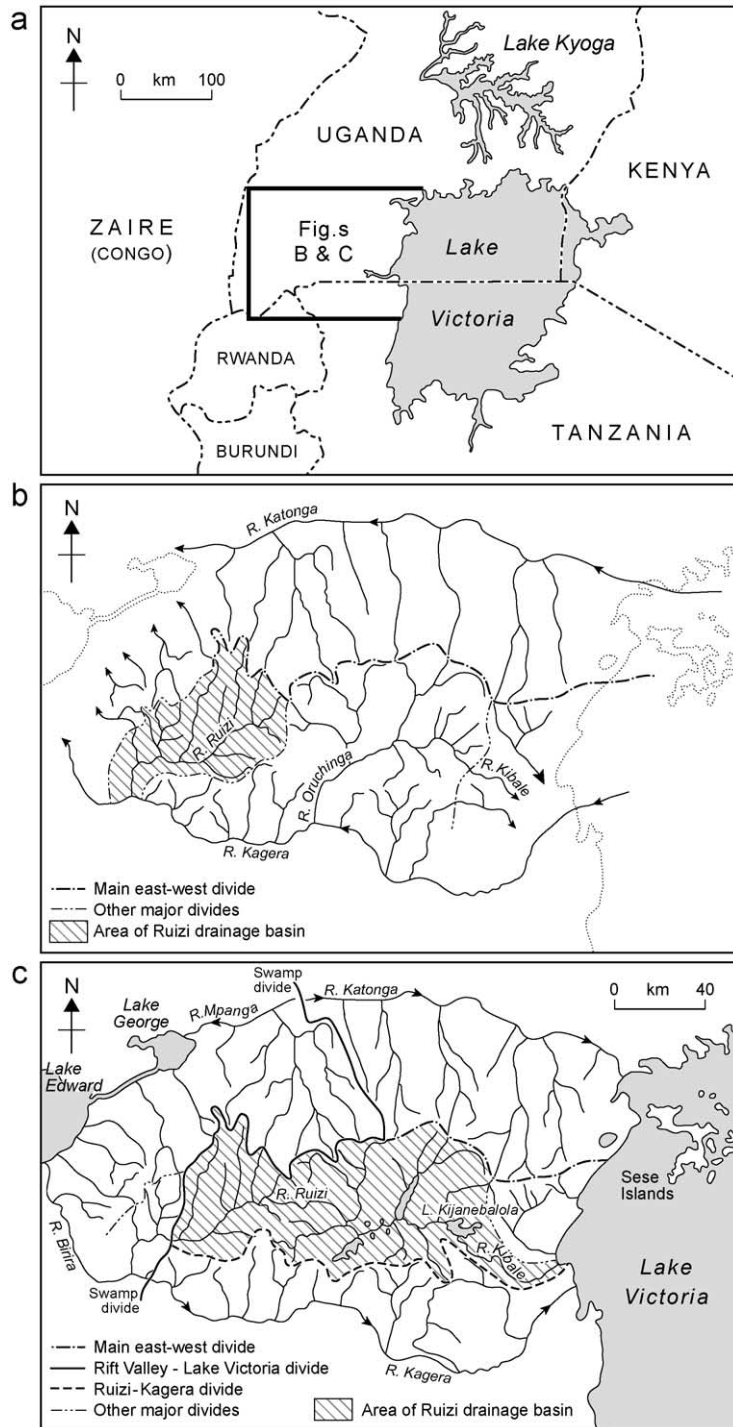 a
N
0 km 100
Lake Kyoga
UGANDA
KENYA
ZAIRE
(CONGO)
Fig.s
B & C
Lake
Victoria
RWANDA
BURUNDI
TANZANIA
b
N
R. Katonga
R. Ruizi
R. Oruchinga
R. Kibale
R. Kagera
Main east-west divide
Other major divides
Area of Ruizi drainage basin
c
N
Swamp
divide
R. Katonga
0 km 40
Lake
George
R.Mpanga
Lake
Edward
R. Ruizi
Sese
Islands
L. Kijanebalola
R. Birira
R. Kibale
Lake
Victoria
Swamp
divide
R. Kagera
Main east-west divide
Rift Valley - Lake Victoria divide
Ruizi-Kagera divide
Other major divides
Area of Ruizi drainage basin